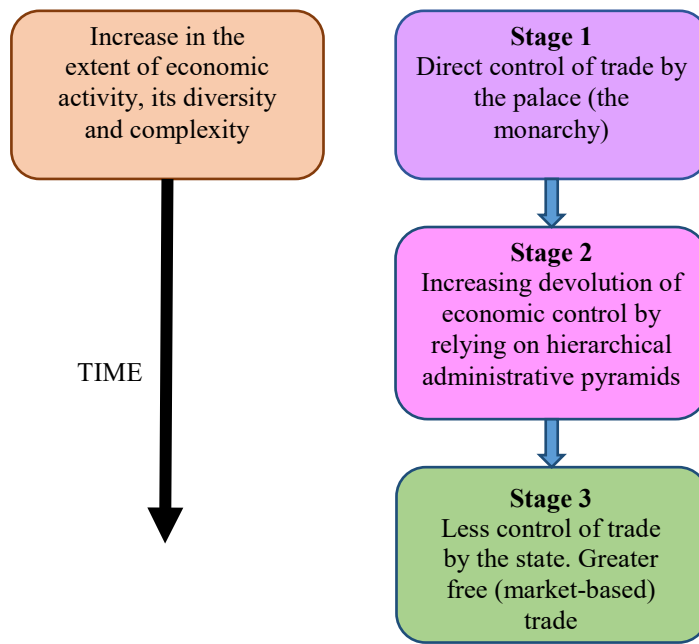 Increase in the
extent of economic
activity, its diversity
and complexity
TIME
Stage 1
Direct control of trade by
the palace (the
monarchy)
Stage 2
Increasing devolution of
economic control by
relying on hierarchical
administrative pyramids
Stage 3
Less control of trade
by the state. Greater
free (market-based)
trade